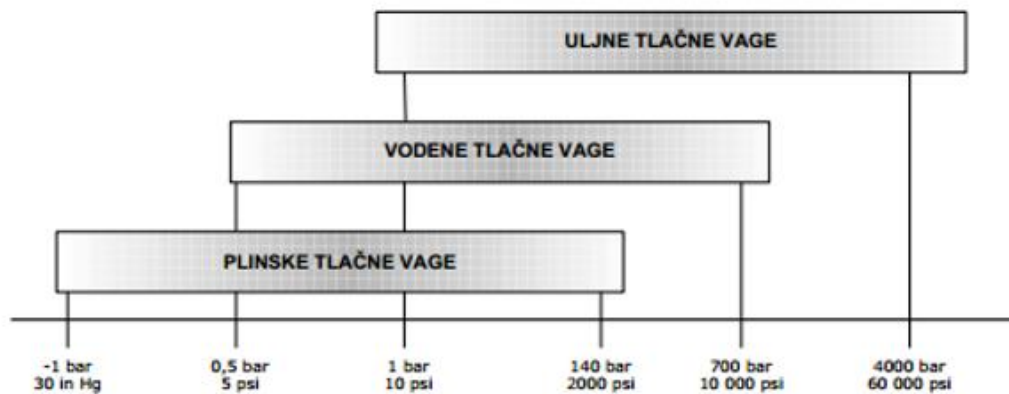 ULJNE TLAČNE VAGE
VODENE TLAČNE VAGE
PLINSKE TLAČNE VAGE
-1 bar
30 in Hg
0,5 bar
5 psi
1 bar
10 psi
140 bar
2000 psi
700 bar
10 000 psi
4000 bar
60 000 psi